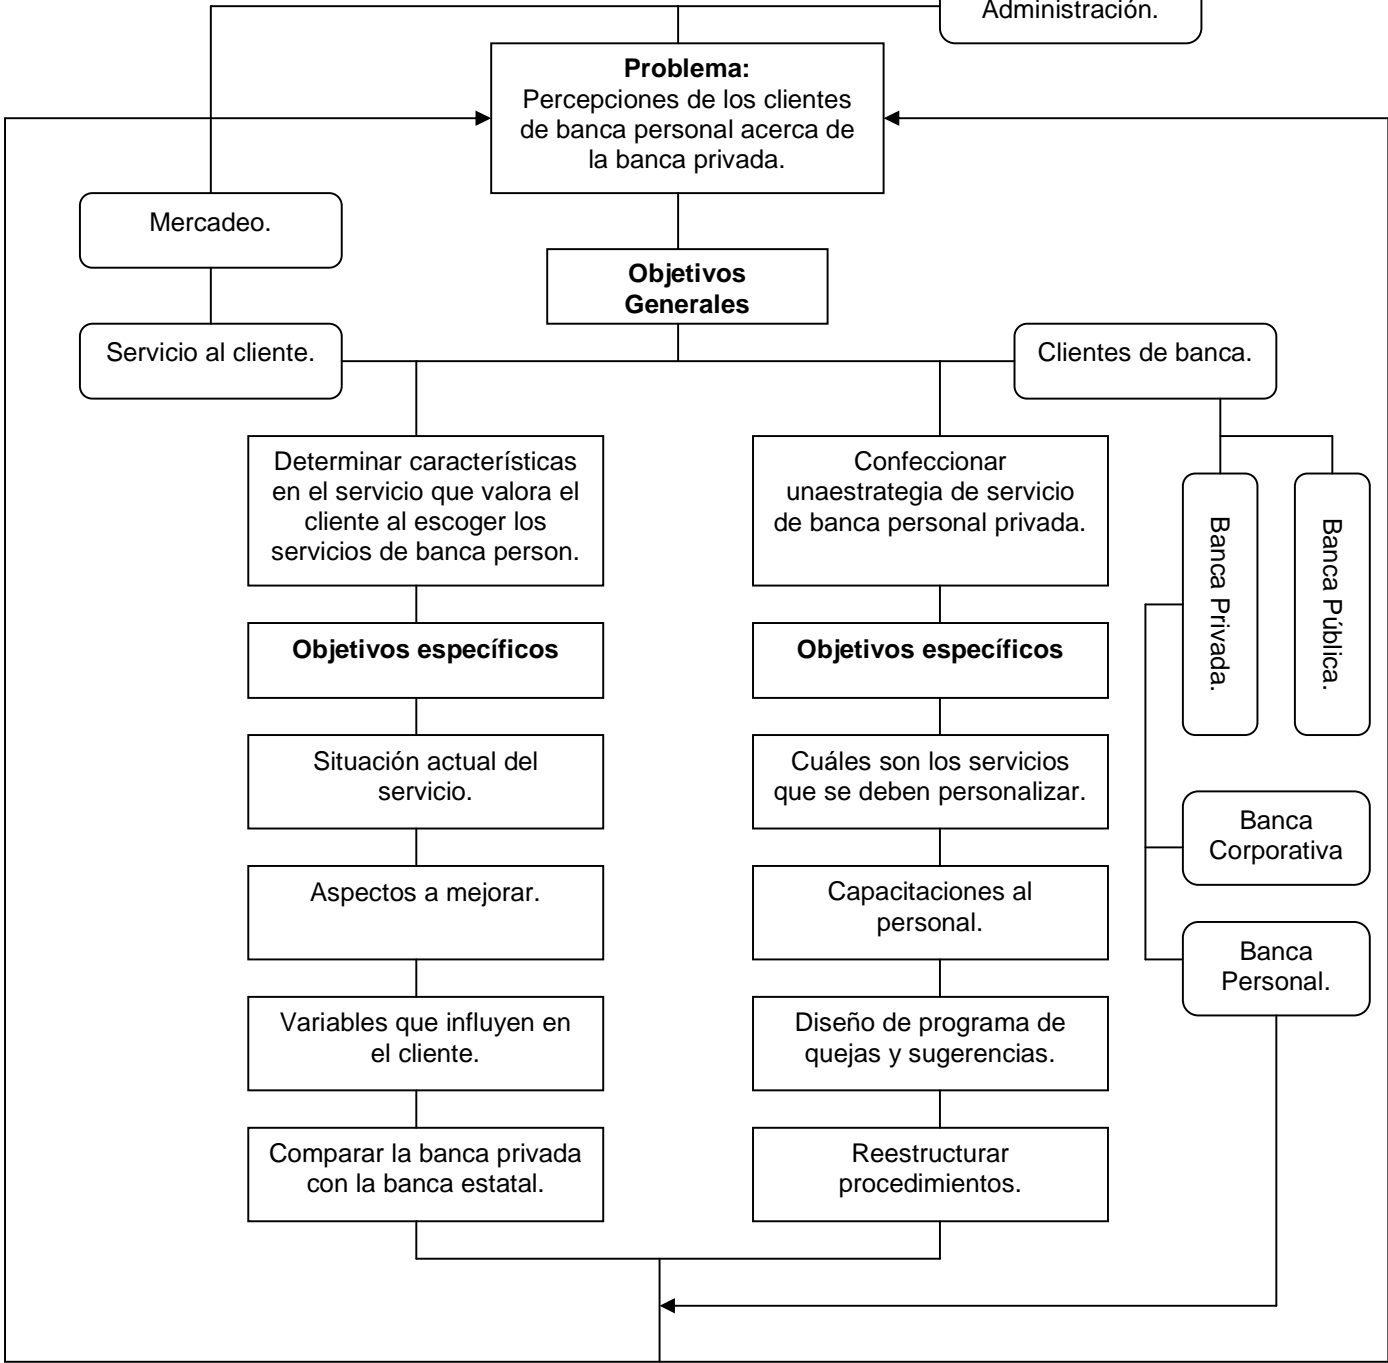 Administración.
Problema:
Percepciones de los clientes
de banca personal acerca de
la banca privada.
Mercadeo.
Objetivos
Generales
Servicio al cliente.
Clientes de banca.
Determinar características
en el servicio que valora el
cliente al escoger los
servicios de banca person.
Confeccionar
unaestrategia de servicio
de banca personal privada.
Banca Privada.
Banca Pública.
Objetivos específicos
Objetivos específicos
Situación actual del
servicio.
Cuáles son los servicios
que se deben personalizar.
Banca
Corporativa
Aspectos a mejorar.
Capacitaciones al
personal.
Banca
Personal.
Variables que influyen en
el cliente.
Diseño de programa de
quejas y sugerencias.
Comparar la banca privada
con la banca estatal.
Reestructurar
procedimientos.